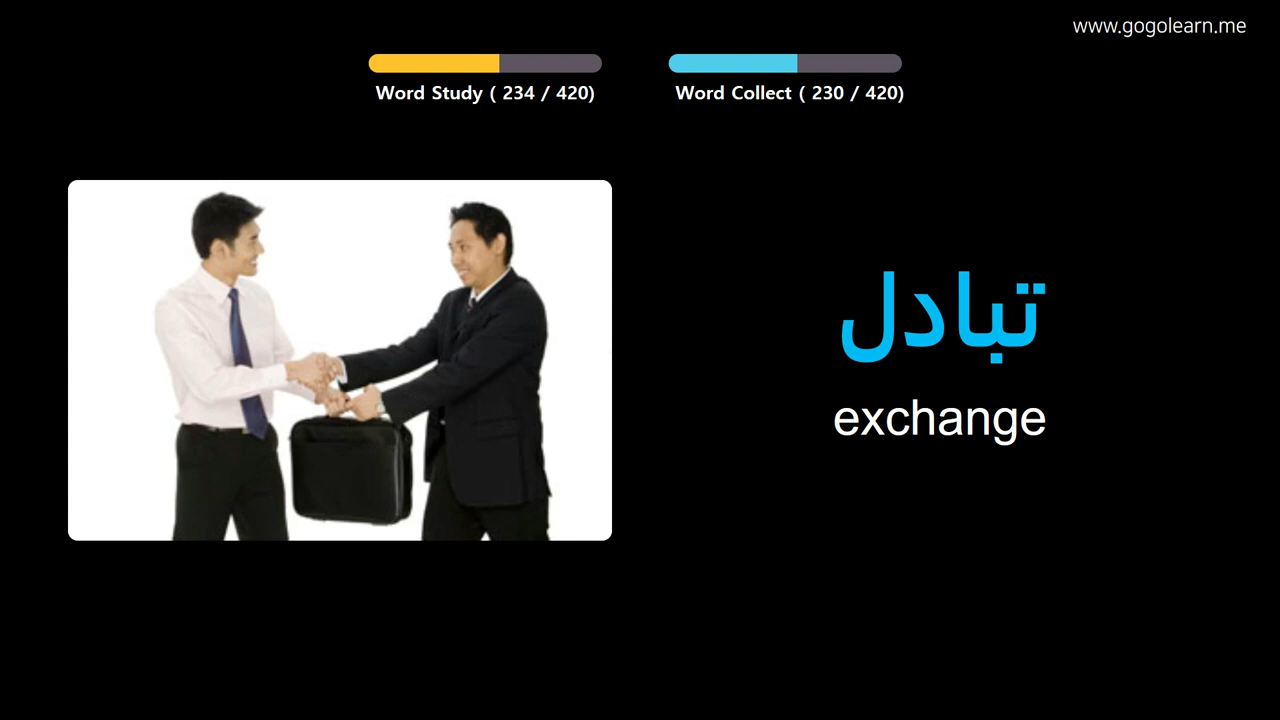 www.gogolearn.me
Word Study ( 234 / 420)
Word Collect ( 230 / 420)
تبادل
exchange